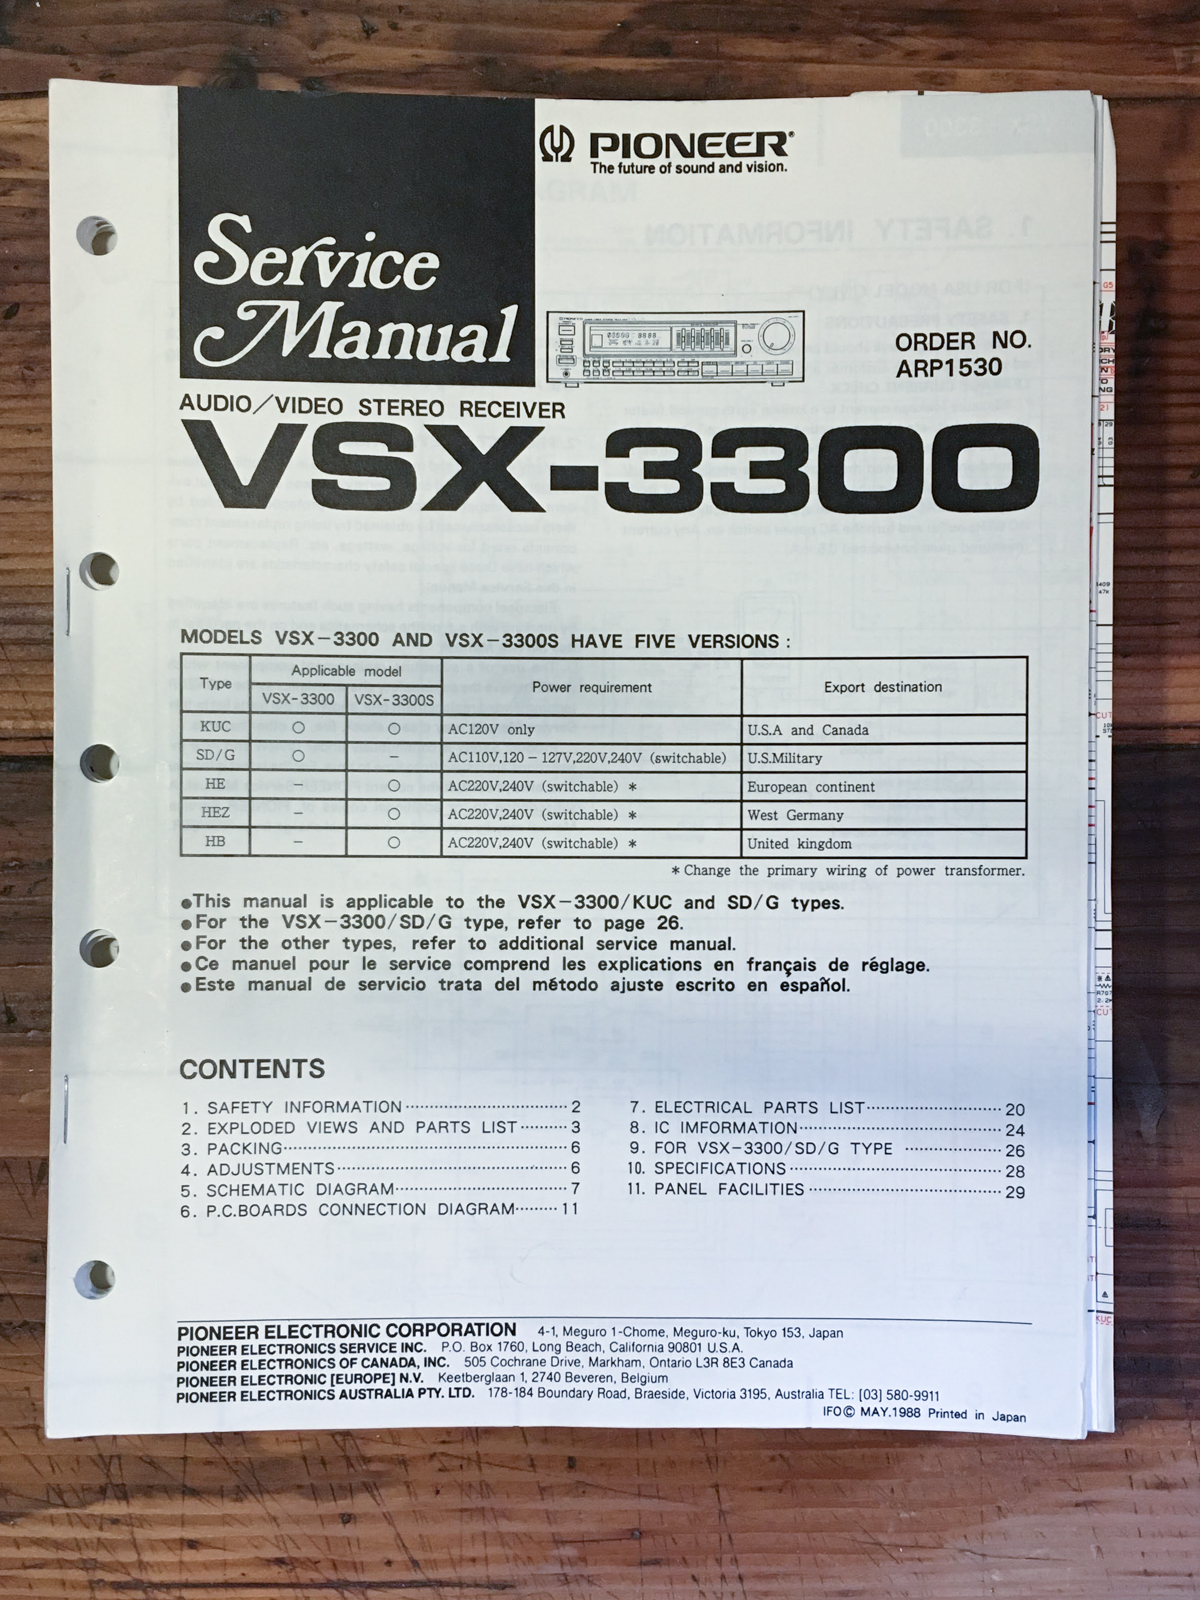 PIONEER®
The future of sound and vision.
Service
Manual
ORDER NO.
ARP1530
AUDIO/VIDEO STEREO RECEIVER
VSX-3300
MODELS VSX-3300 AND VSX-3300S HAVE FIVE VERSIONS :
Type Applicable model Power requirement Export destination
VSX-3300 VSX-3300S
KUC ○ ○ AC120V only U.S.A and Canada
SD/G ○ – AC110V,120 – 127V,220V,240V (switchable) U.S.Military
HE – ○ AC220V,240V (switchable) * European continent
HEZ – ○ AC220V,240V (switchable) * West Germany
HB – ○ AC220V,240V (switchable) * United kingdom
* Change the primary wiring of power transformer.
●This manual is applicable to the VSX-3300/KUC and SD/G types.
●For the VSX-3300/SD/G type, refer to page 26.
●For the other types, refer to additional service manual.
●Ce manuel pour le service comprend les explications en français de réglage.
●Este manual de servicio trata del método ajuste escrito en español.
CONTENTS
1. SAFETY INFORMATION 2
2. EXPLODED VIEWS AND PARTS LIST 3
3. PACKING 6
4. ADJUSTMENTS 6
5. SCHEMATIC DIAGRAM 7
6. P.C.BOARDS CONNECTION DIAGRAM 11
7. ELECTRICAL PARTS LIST 20
8. IC IMFORMATION 24
9. FOR VSX-3300/SD/G TYPE 26
10. SPECIFICATIONS 28
11. PANEL FACILITIES 29
PIONEER ELECTRONIC CORPORATION 4-1, Meguro 1-Chome, Meguro-ku, Tokyo 153, Japan
PIONEER ELECTRONICS SERVICE INC. P.O. Box 1760, Long Beach, California 90801 U.S.A.
PIONEER ELECTRONICS OF CANADA, INC. 505 Cochrane Drive, Markham, Ontario L3R 8E3 Canada
PIONEER ELECTRONIC [EUROPE] N.V. Keetberglaan 1, 2740 Beveren, Belgium
PIONEER ELECTRONICS AUSTRALIA PTY. LTD. 178-184 Boundary Road, Braeside, Victoria 3195, Australia TEL: [03] 580-9911
IFO© MAY.1988 Printed in Japan